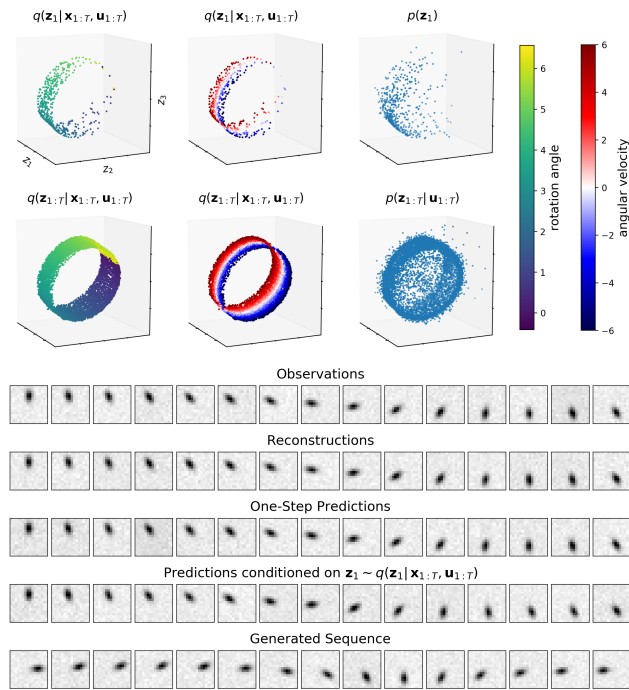 q(z₁|x₁:T, u₁:T)
q(z₁|x₁:T, u₁:T)
p(z₁)
z₁
z₂
z₃
q(z₁:T|x₁:T, u₁:T)
q(z₁:T|x₁:T, u₁:T)
p(z₁:T|u₁:T)
6
5
4
3
2
1
0
rotation angle
6
4
2
0
−2
−4
−6
angular velocity
Observations
Reconstructions
One-Step Predictions
Predictions conditioned on z₁ ~ q(z₁|x₁:T, u₁:T)
Generated Sequence